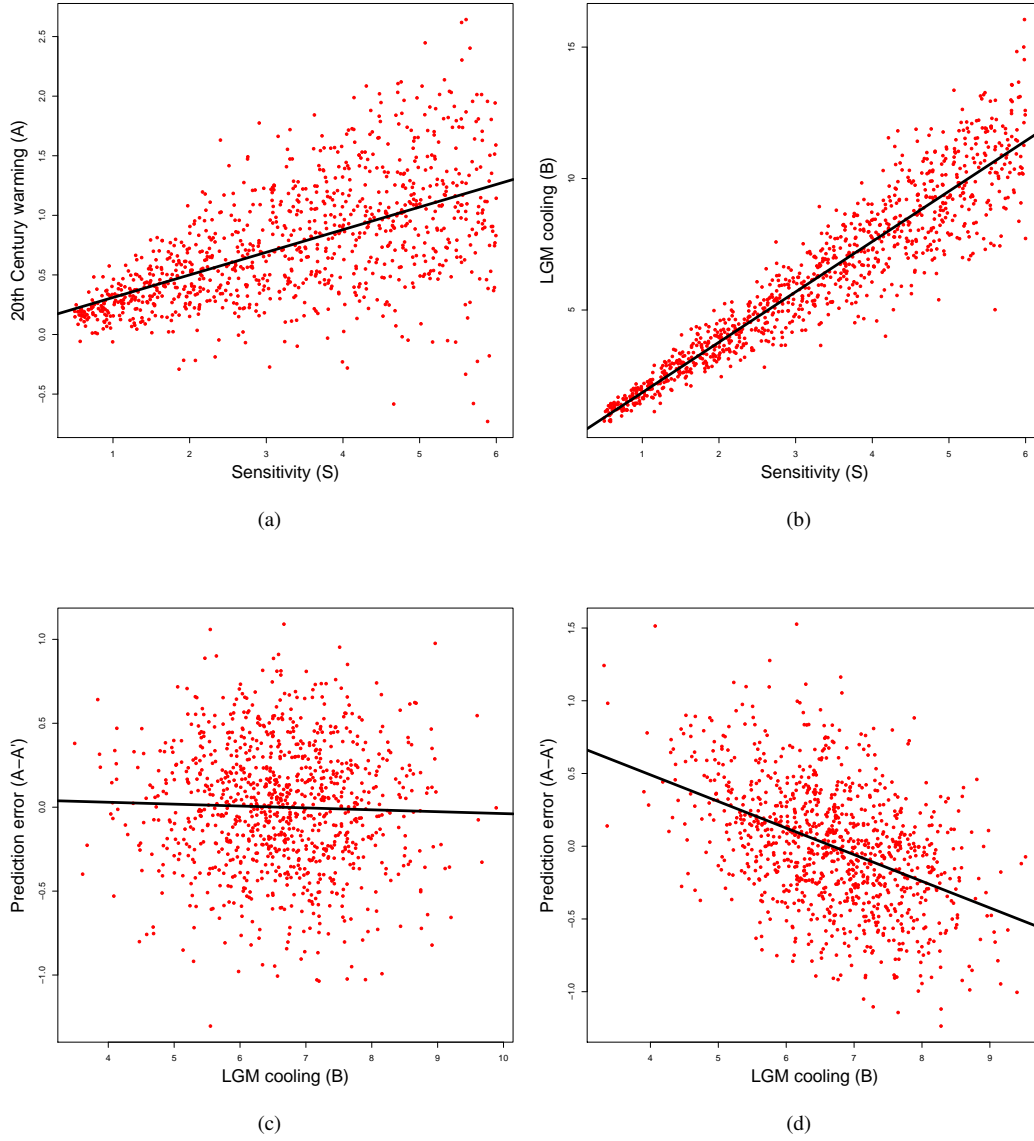 2.5
2.0
1.5
1.0
0.5
0.0
−0.5
20th Century warming (A)
1 2 3 4 5 6
Sensitivity (S)
(a)
15
10
5
LGM cooling (B)
1 2 3 4 5 6
Sensitivity (S)
(b)
1.0
0.5
0.0
−0.5
−1.0
Prediction error (A−A')
4 5 6 7 8 9 10
LGM cooling (B)
(c)
1.5
1.0
0.5
0.0
−0.5
−1.0
Prediction error (A−A')
4 5 6 7 8 9
LGM cooling (B)
(d)